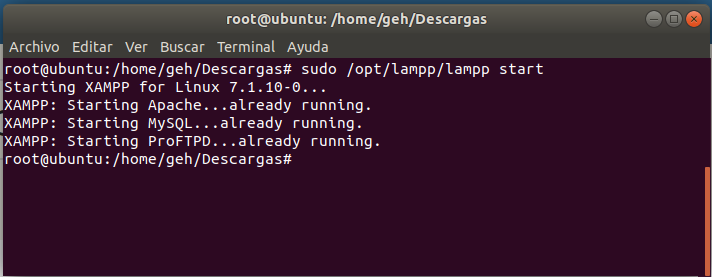 root@ubuntu: /home/geh/Descargas
Archivo Editar Ver Buscar Terminal Ayuda
root@ubuntu:/home/geh/Descargas# sudo /opt/lampp/lampp start
Starting XAMPP for Linux 7.1.10-0...
XAMPP: Starting Apache...already running.
XAMPP: Starting MySQL...already running.
XAMPP: Starting ProFTPD...already running.
root@ubuntu:/home/geh/Descargas#